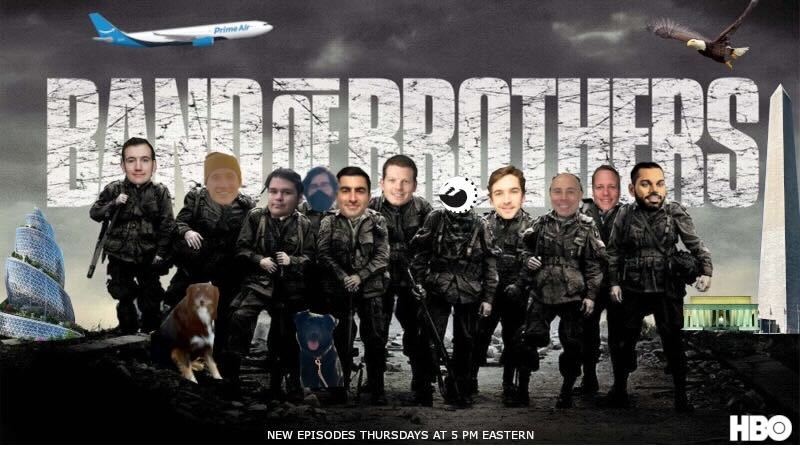 Prime Air
BAND OF BROTHERS
NEW EPISODES THURSDAYS AT 5 PM EASTERN
HBO